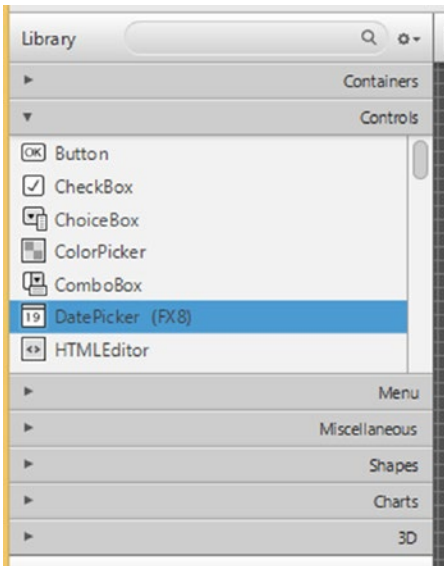 Library
Containers
Controls
OK Button
CheckBox
ChoiceBox
ColorPicker
ComboBox
19 DatePicker (FX8)
HTMLEditor
Menu
Miscellaneous
Shapes
Charts
3D